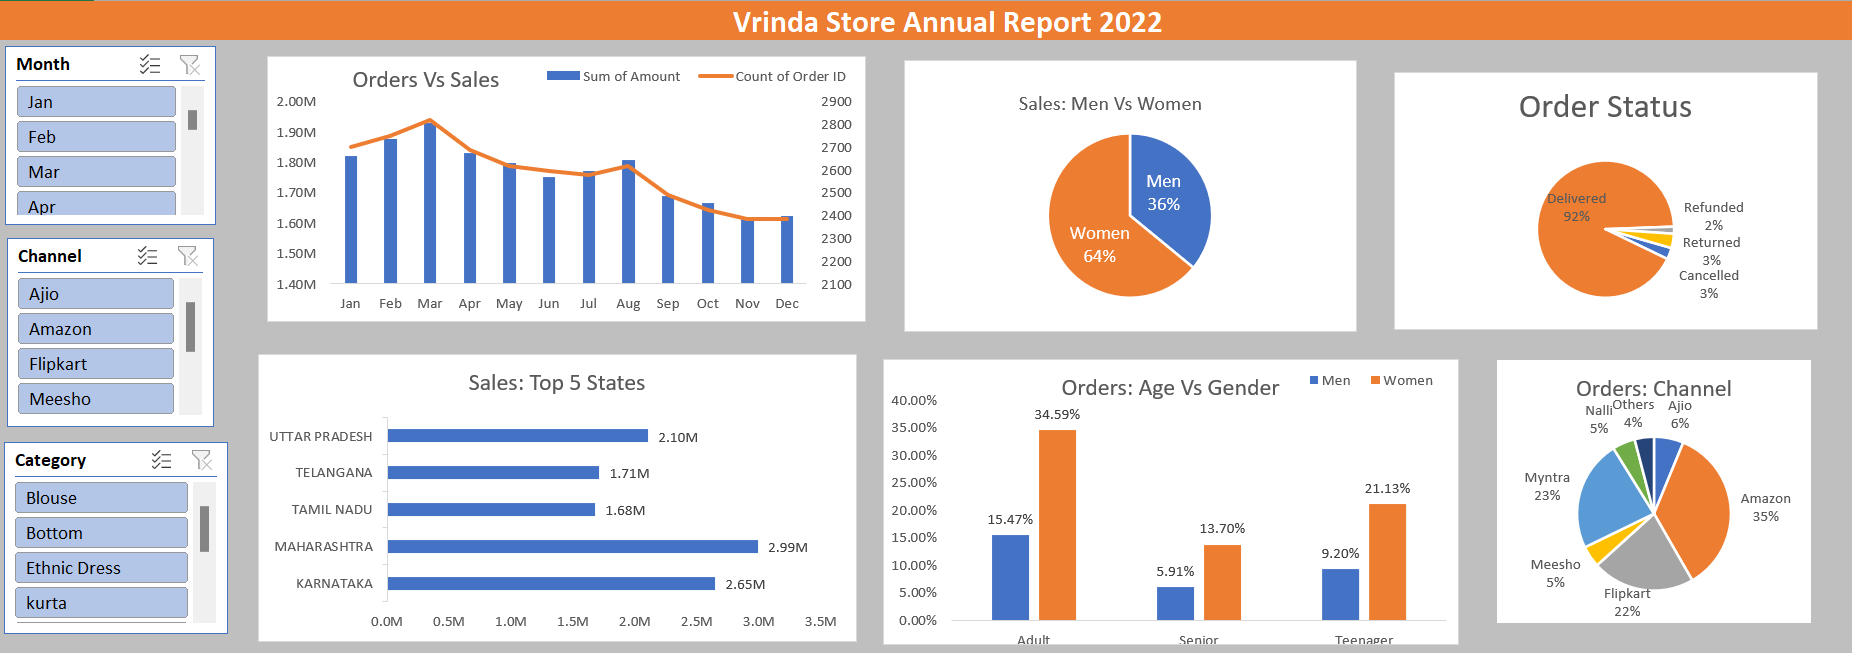 Vrinda Store Annual Report 2022
Month
Jan
Feb
Mar
Apr
Channel
Ajio
Amazon
Flipkart
Meesho
Category
Blouse
Bottom
Ethnic Dress
kurta
Orders Vs Sales
Sum of Amount
Count of Order ID
2.00M
1.90M
1.80M
1.70M
1.60M
1.50M
1.40M
2900
2800
2700
2600
2500
2400
2300
2200
2100
Jan Feb Mar Apr May Jun Jul Aug Sep Oct Nov Dec
Sales: Men Vs Women
Men
36%
Women
64%
Order Status
Delivered
92%
Refunded
2%
Returned
3%
Cancelled
3%
Sales: Top 5 States
UTTAR PRADESH 2.10M
TELANGANA 1.71M
TAMIL NADU 1.68M
MAHARASHTRA 2.99M
KARNATAKA 2.65M
0.0M 0.5M 1.0M 1.5M 2.0M 2.5M 3.0M 3.5M
Orders: Age Vs Gender
Men
Women
40.00%
35.00%
30.00%
25.00%
20.00%
15.00%
10.00%
5.00%
0.00%
15.47%
34.59%
5.91%
13.70%
9.20%
21.13%
Adult Senior Teenager
Orders: Channel
Nalli
5%
Others
4%
Ajio
6%
Myntra
23%
Amazon
35%
Meesho
5%
Flipkart
22%